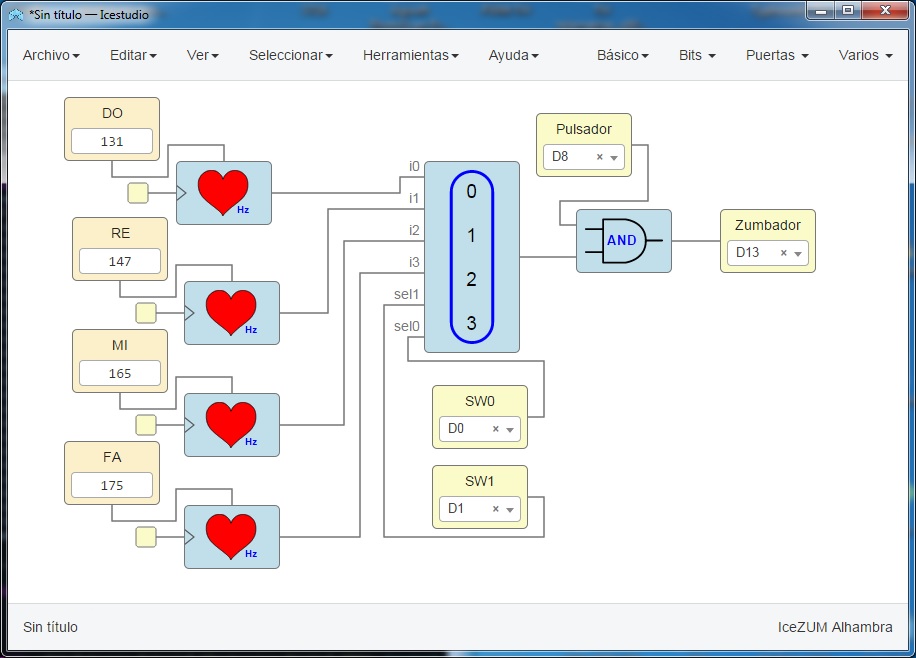 *Sin título — Icestudio
Archivo Editar Ver Seleccionar Herramientas Ayuda Básico Bits Puertas Varios
DO
131
Hz
RE
147
Hz
MI
165
Hz
FA
175
Hz
i0
i1
i2
i3
sel1
sel0
0
1
2
3
SW0
D0 ×
SW1
D1 ×
Pulsador
D8 ×
AND
Zumbador
D13 ×
Sin título
IceZUM Alhambra